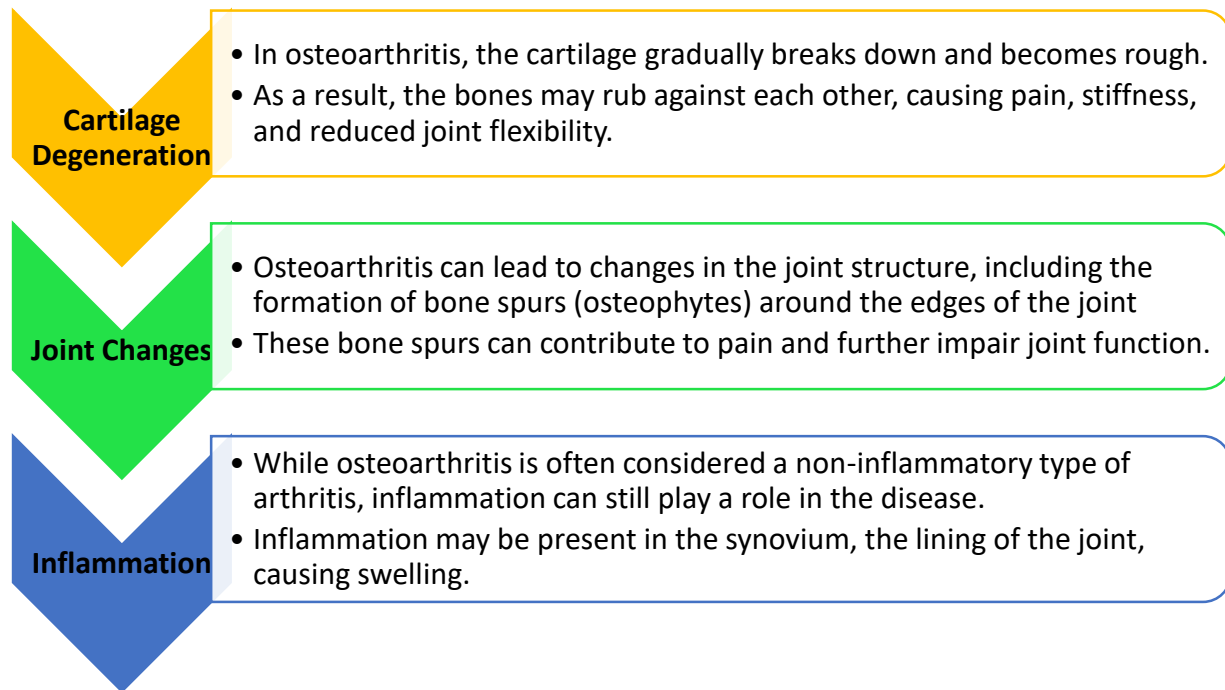 Cartilage
Degeneration
• In osteoarthritis, the cartilage gradually breaks down and becomes rough.
• As a result, the bones may rub against each other, causing pain, stiffness,
and reduced joint flexibility.
Joint Changes
• Osteoarthritis can lead to changes in the joint structure, including the
formation of bone spurs (osteophytes) around the edges of the joint
• These bone spurs can contribute to pain and further impair joint function.
Inflammation
• While osteoarthritis is often considered a non-inflammatory type of
arthritis, inflammation can still play a role in the disease.
• Inflammation may be present in the synovium, the lining of the joint,
causing swelling.